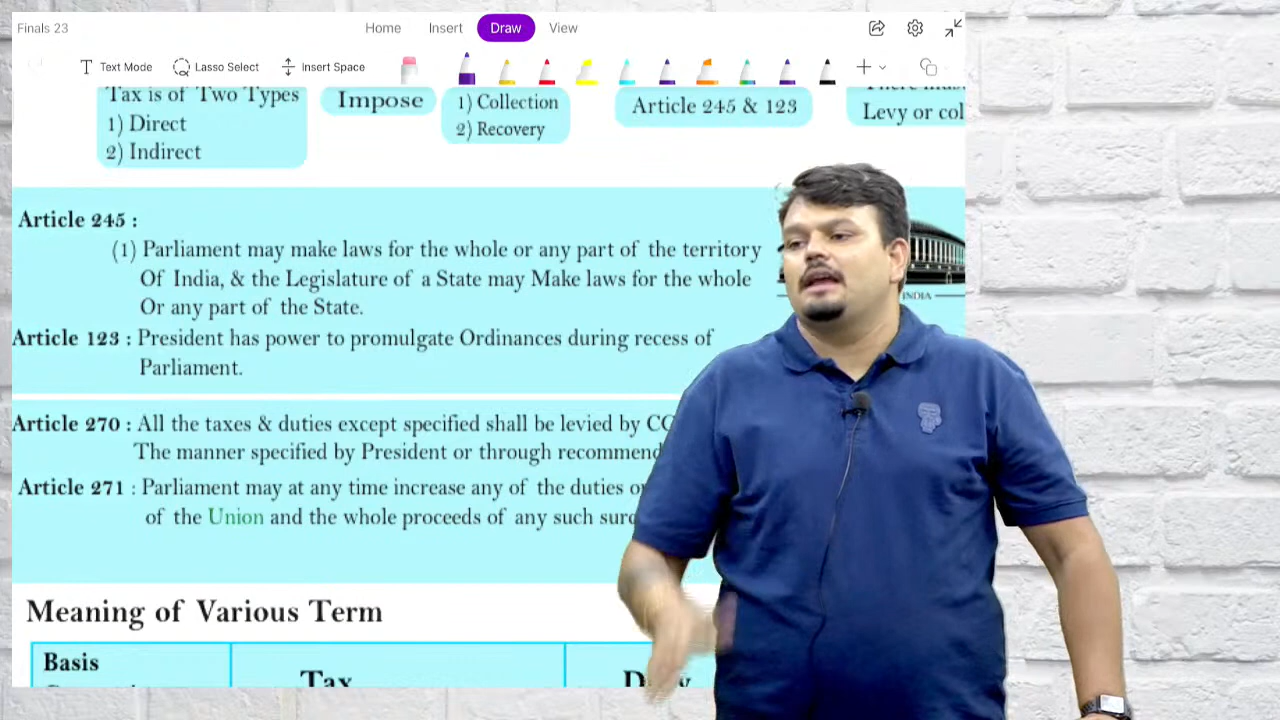 Finals 23
Home Insert Draw View
Text Mode Lasso Select Insert Space
Tax is of Two Types
1) Direct
2) Indirect
Impose
1) Collection
2) Recovery
Article 245 & 123
Levy or col
Article 245 :
(1) Parliament may make laws for the whole or any part of the territory
Of India, & the Legislature of a State may Make laws for the whole
Or any part of the State.
Article 123 : President has power to promulgate Ordinances during recess of
Parliament.
INDIA
Article 270 : All the taxes & duties except specified shall be levied by
The manner specified by President or through recommend
Article 271 : Parliament may at any time increase any of the duties
of the Union and the whole proceeds of any such
Meaning of Various Term
Basis
Tax